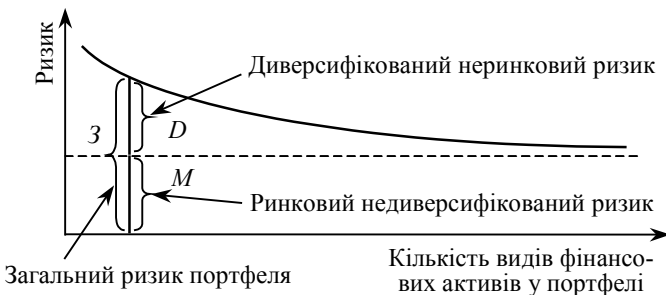 Ризик
Диверсифікований неринковий ризик
З
D
M
Ринковий недиверсифікований ризик
Загальний ризик портфеля
Кількість видів фінансо-
вих активів у портфелі